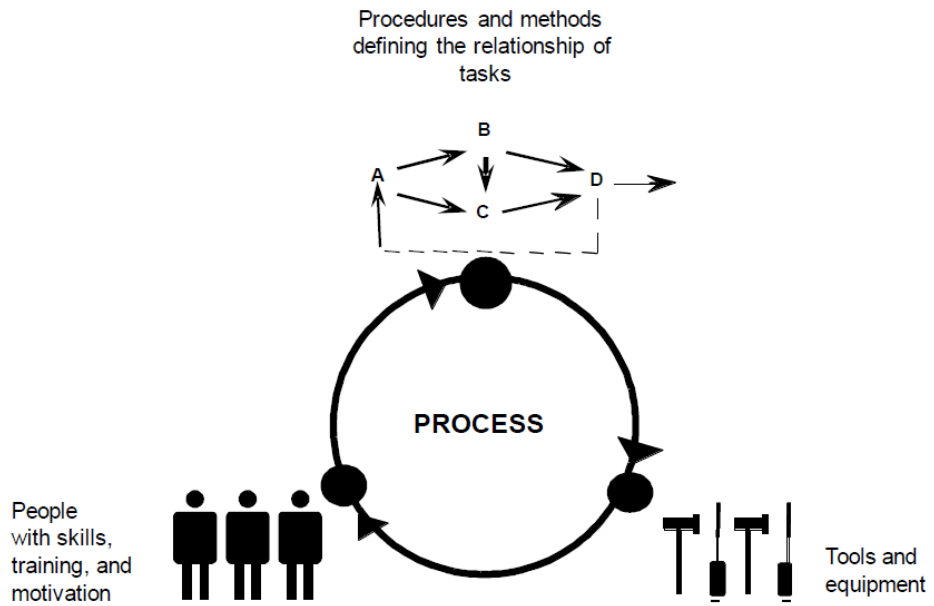 Procedures and methods
defining the relationship of
tasks
B
A
D
C
PROCESS
People
with skills,
training, and
motivation
Tools and
equipment